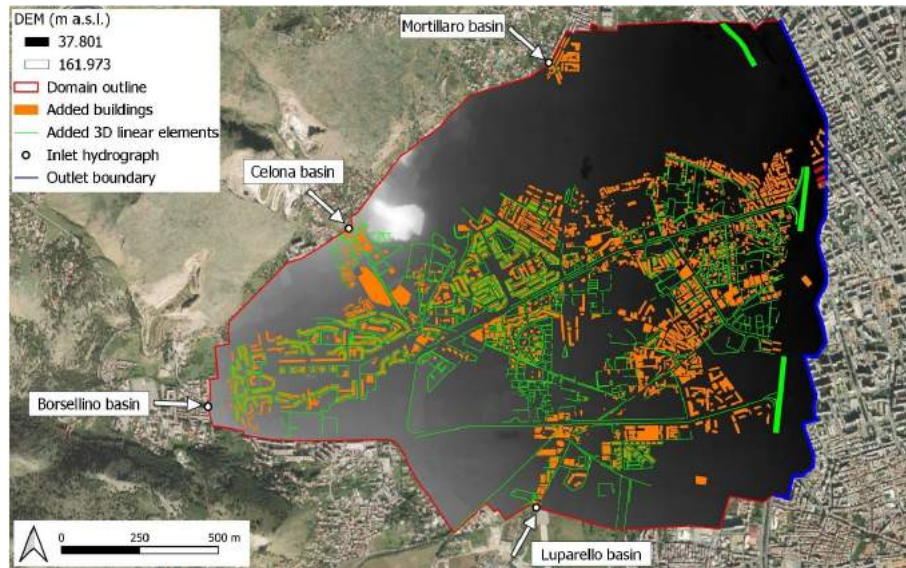 DEM (m a.s.l.)
37.801
161.973
Domain outline
Added buildings
Added 3D linear elements
Inlet hydrograph
Outlet boundary
Mortillaro basin
Celona basin
Borsellino basin
Luparello basin
0 250 500 m